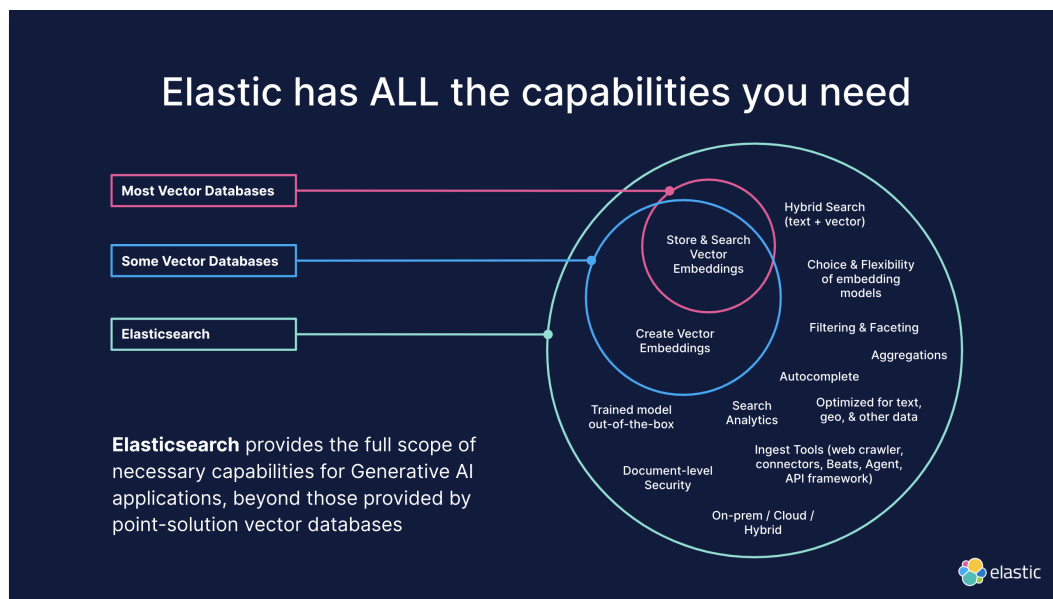 Elastic has ALL the capabilities you need
Most Vector Databases
Some Vector Databases
Elasticsearch
Elasticsearch provides the full scope of
necessary capabilities for Generative AI
applications, beyond those provided by
point-solution vector databases
Store & Search
Vector
Embeddings
Create Vector
Embeddings
Hybrid Search
(text + vector)
Choice & Flexibility
of embedding
models
Filtering & Faceting
Aggregations
Autocomplete
Optimized for text,
geo, & other data
Search
Analytics
Trained model
out-of-the-box
Ingest Tools (web crawler,
connectors, Beats, Agent,
API framework)
Document-level
Security
On-prem / Cloud /
Hybrid
elastic